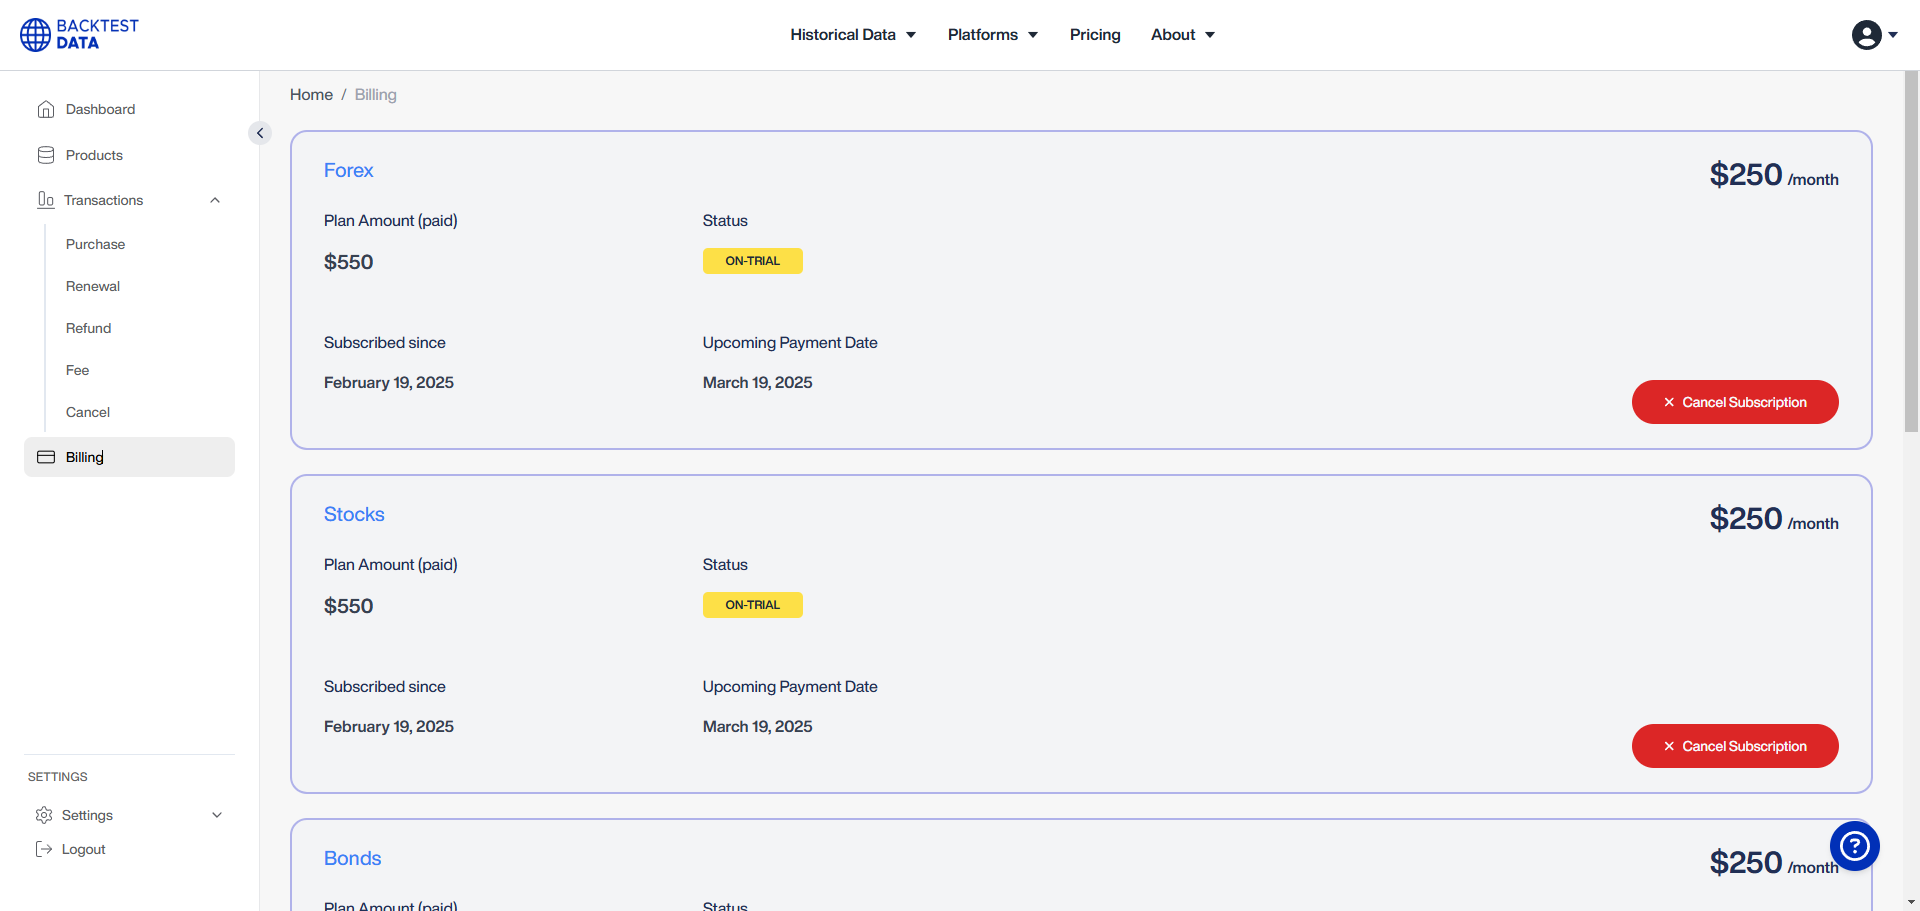 BACKTEST
DATA
Historical Data
Platforms
Pricing
About
Dashboard
Products
Transactions
Purchase
Renewal
Refund
Fee
Cancel
Billing
SETTINGS
Settings
Logout
Home / Billing
Forex
$250 /month
Plan Amount (paid)
Status
$550
ON-TRIAL
Subscribed since
Upcoming Payment Date
February 19, 2025
March 19, 2025
× Cancel Subscription
Stocks
$250 /month
Plan Amount (paid)
Status
$550
ON-TRIAL
Subscribed since
Upcoming Payment Date
February 19, 2025
March 19, 2025
× Cancel Subscription
Bonds
$250 /month
Plan Amount (paid)
Status
?